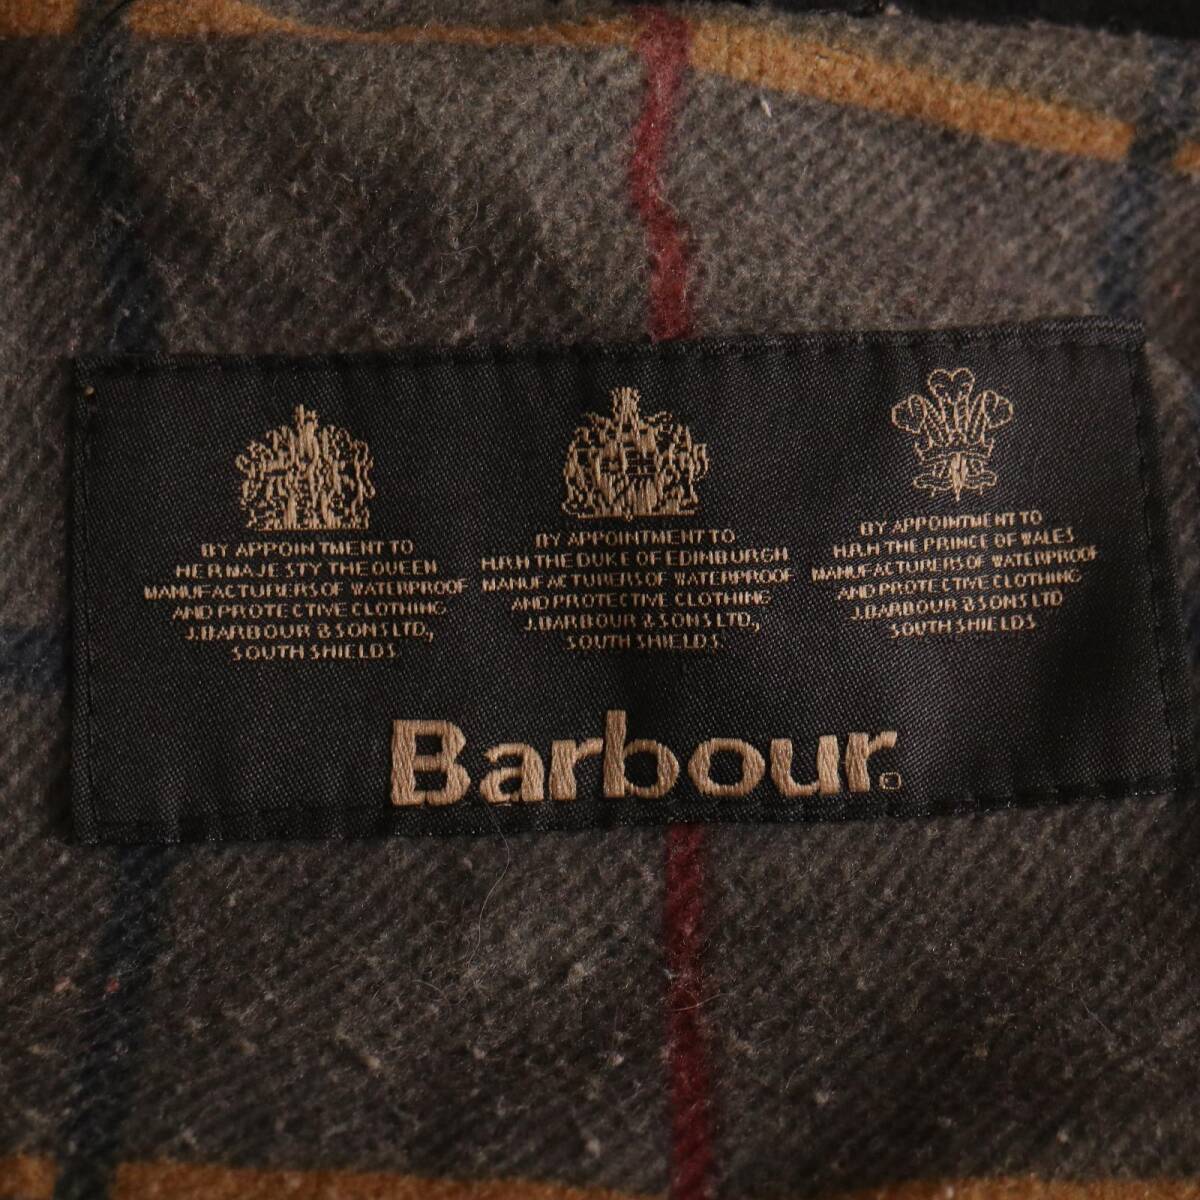 BY APPOINTMENT TO
HER MAJESTY THE QUEEN
MANUFACTURERS OF WATERPROOF
AND PROTECTIVE CLOTHING
J.BARBOUR & SONS LTD,
SOUTH SHIELDS
BY APPOINTMENT TO
H.R.H THE DUKE OF EDINBURGH
MANUFACTURERS OF WATERPROOF
AND PROTECTIVE CLOTHING
J.BARBOUR & SONS LTD,
SOUTH SHIELDS
BY APPOINTMENT TO
H.R.H THE PRINCE OF WALES
MANUFACTURERS OF WATERPROOF
AND PROTECTIVE CLOTHING
J.BARBOUR & SONS LTD
SOUTH SHIELDS
Barbour